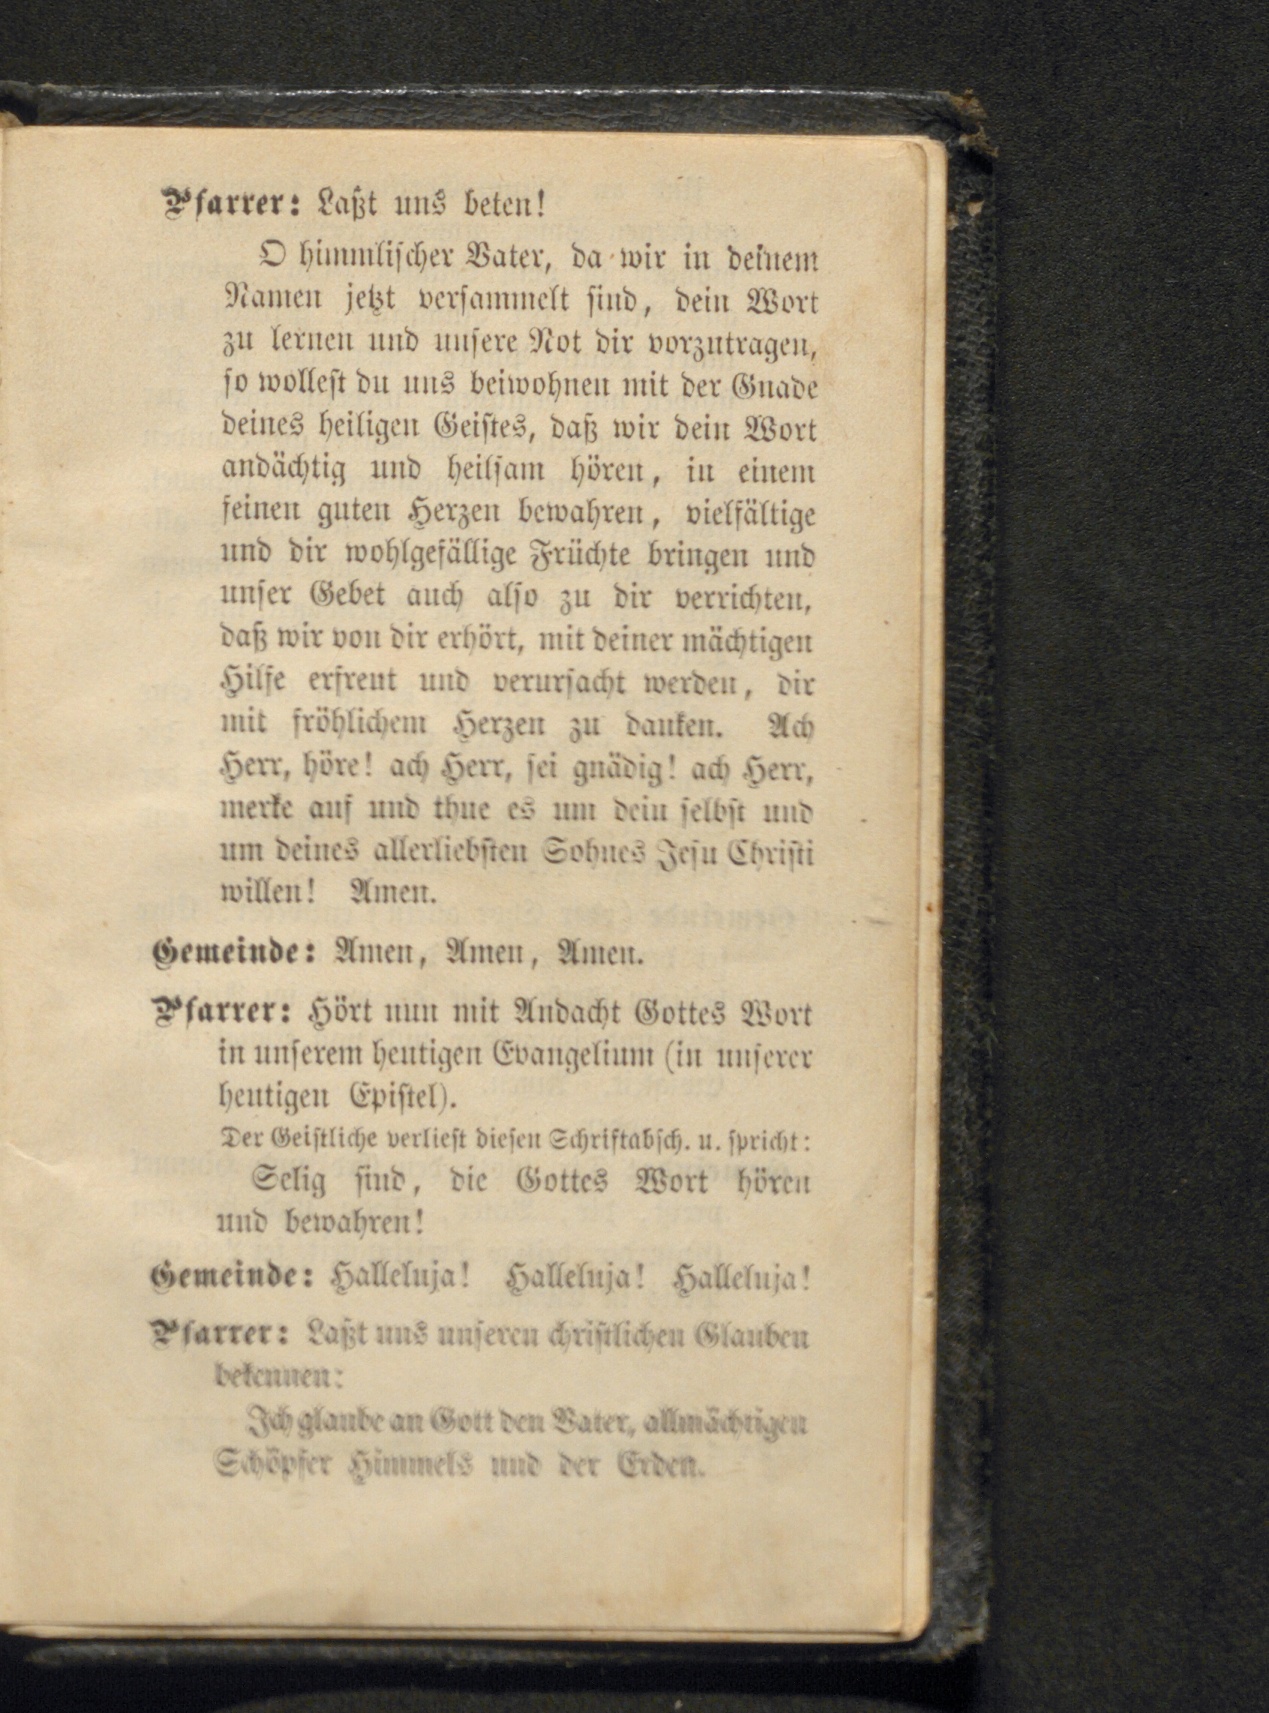 Pfarrer: Laßt uns beten!
O himmlischer Vater, da wir in deinem
Namen jetzt versammelt sind, dein Wort
zu lernen und unsere Not dir vorzutragen,
so wollest du uns beiwohnen mit der Gnade
deines heiligen Geistes, daß wir dein Wort
andächtig und heilsam hören, in einem
feinen guten Herzen bewahren, vielfältige
und dir wohlgefällige Früchte bringen und
unser Gebet auch also zu dir verrichten,
daß wir von dir erhört, mit deiner mächtigen
Hilfe erfreut und verursacht werden, dir
mit fröhlichem Herzen zu danken. Ach
Herr, höre! ach Herr, sei gnädig! ach Herr,
merke auf und thue es um dein selbst und
um deines allerliebsten Sohnes Jesu Christi
willen! Amen.
Gemeinde: Amen, Amen, Amen.
Pfarrer: Hört nun mit Andacht Gottes Wort
in unserem heutigen Evangelium (in unserer
heutigen Epistel).
Der Geistliche verliest diesen Schriftabsch. u. spricht:
Selig sind, die Gottes Wort hören
und bewahren!
Gemeinde: Halleluja! Halleluja! Halleluja!
Pfarrer: Laßt uns unseren christlichen Glauben
bekennen:
Ich glaube an Gott den Vater, allmächtigen
Schöpfer Himmels und der Erden.